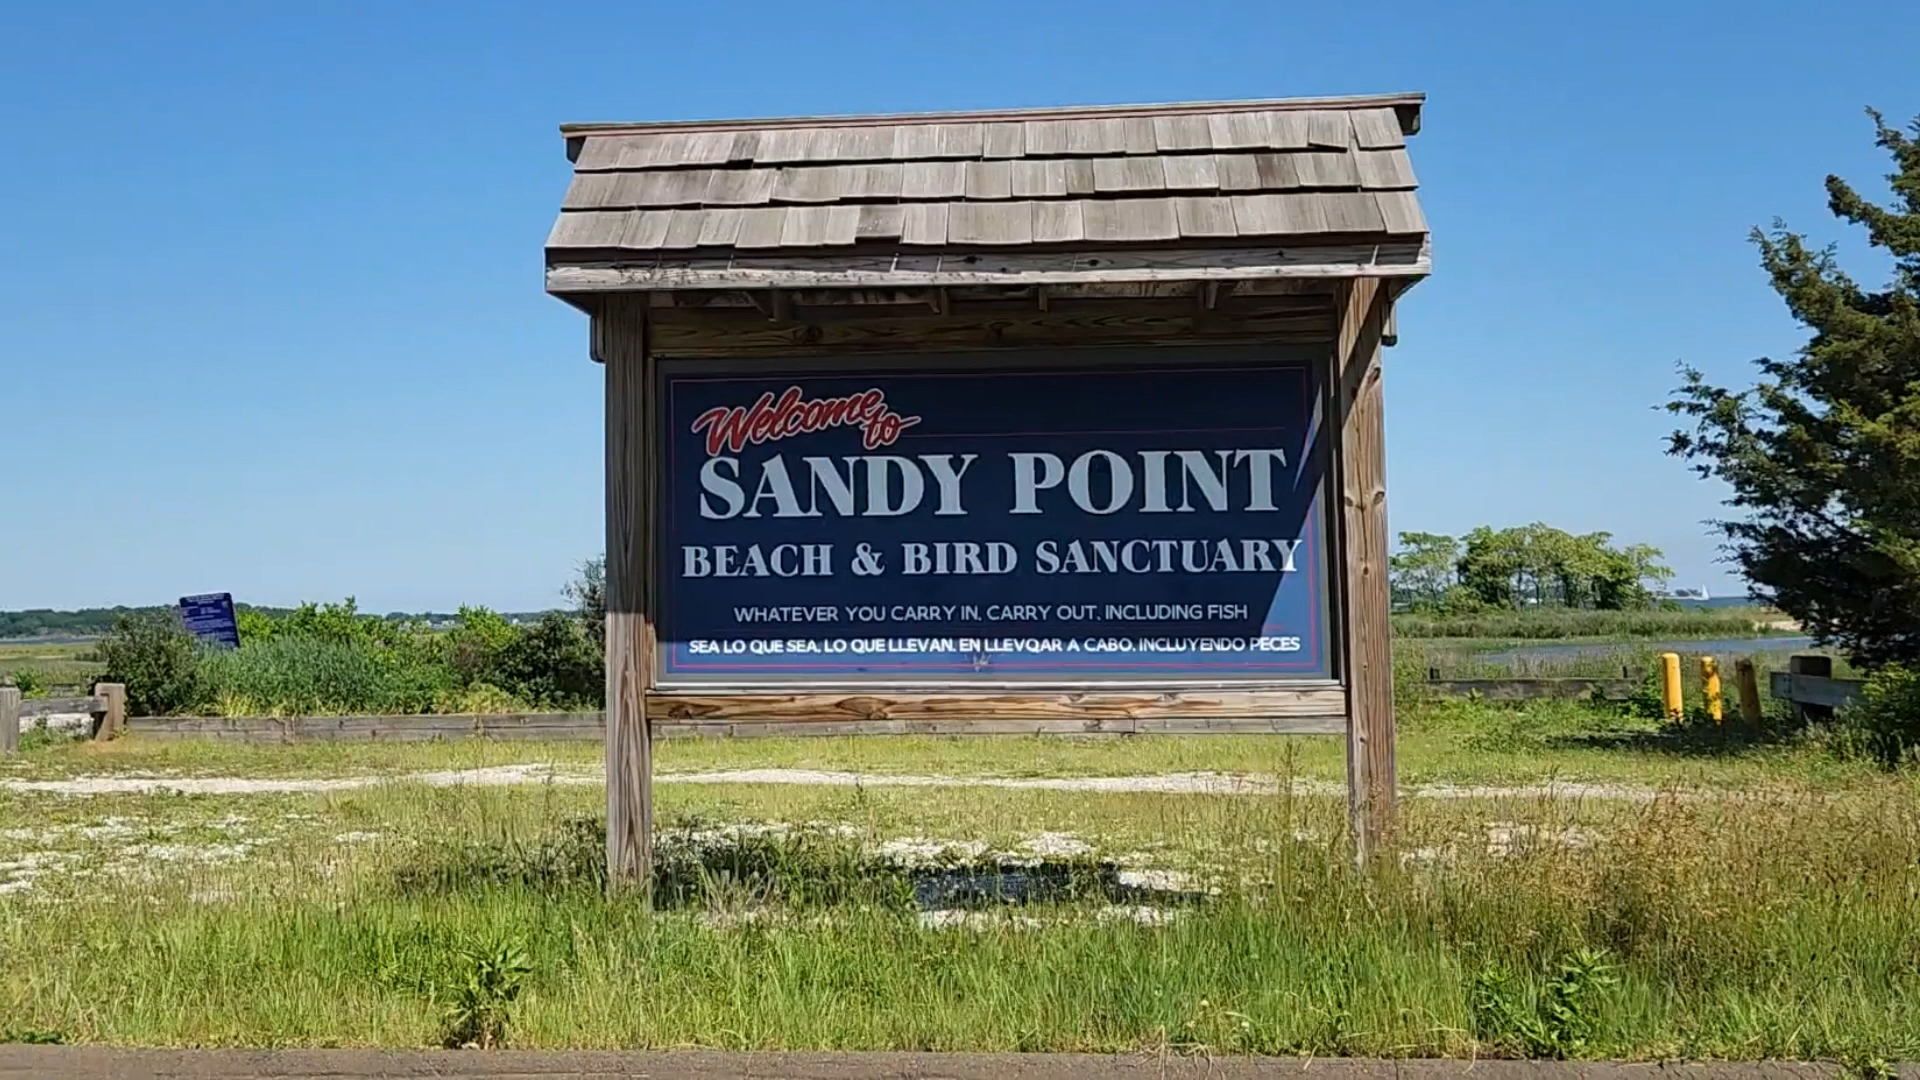 Welcome to
SANDY POINT
BEACH & BIRD SANCTUARY
WHATEVER YOU CARRY IN, CARRY OUT, INCLUDING FISH
SEA LO QUE SEA, LO QUE LLEVAN, EN LLEVQAR A CABO, INCLUYENDO PECES